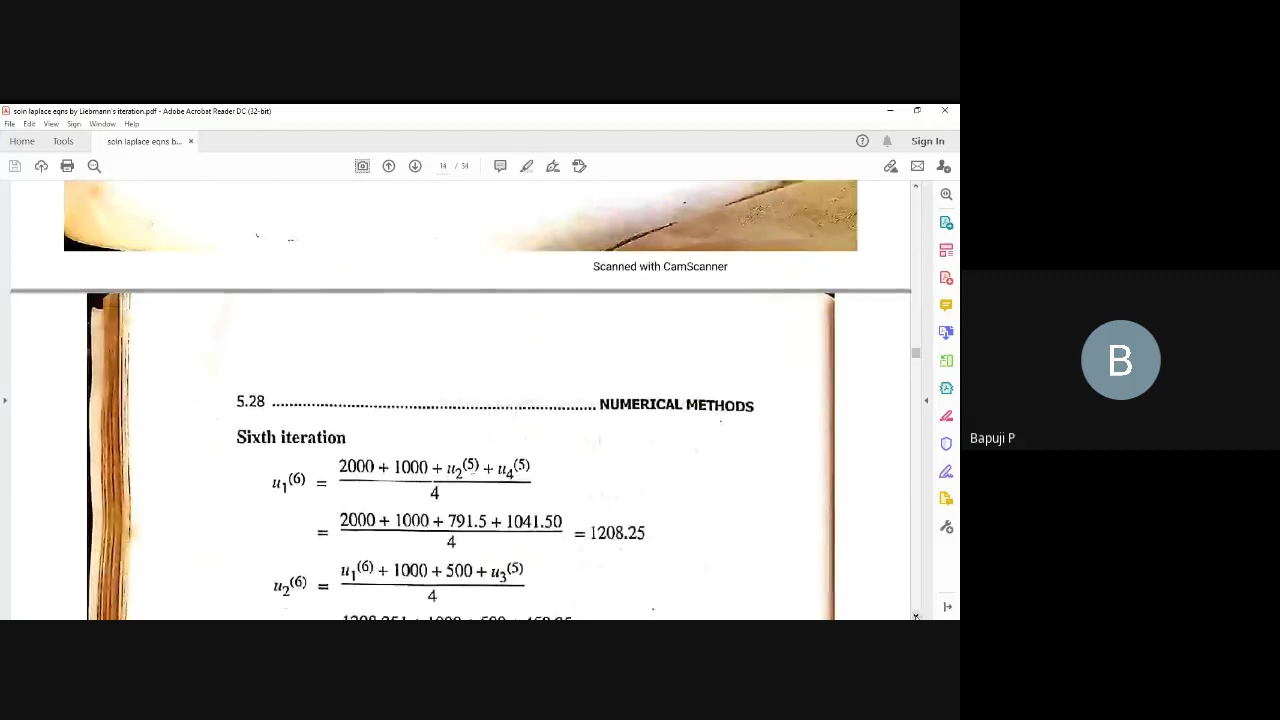 soin laplace eqns by Liebmann's iteration.pdf - Adobe Acrobat Reader DC (32-bit)
File Edit View Sign Window Help
Home Tools soin laplace eqns b... Sign In
14 / 34
Scanned with CamScanner
5.28 ........ NUMERICAL METHODS
Sixth iteration
u₁⁽⁶⁾ = (2000 + 1000 + u₂⁽⁵⁾ + u₄⁽⁵⁾) / 4
= (2000 + 1000 + 791.5 + 1041.50) / 4 = 1208.25
u₂⁽⁶⁾ = (u₁⁽⁶⁾ + 1000 + 500 + u₃⁽⁵⁾) / 4
B
Bapuji P